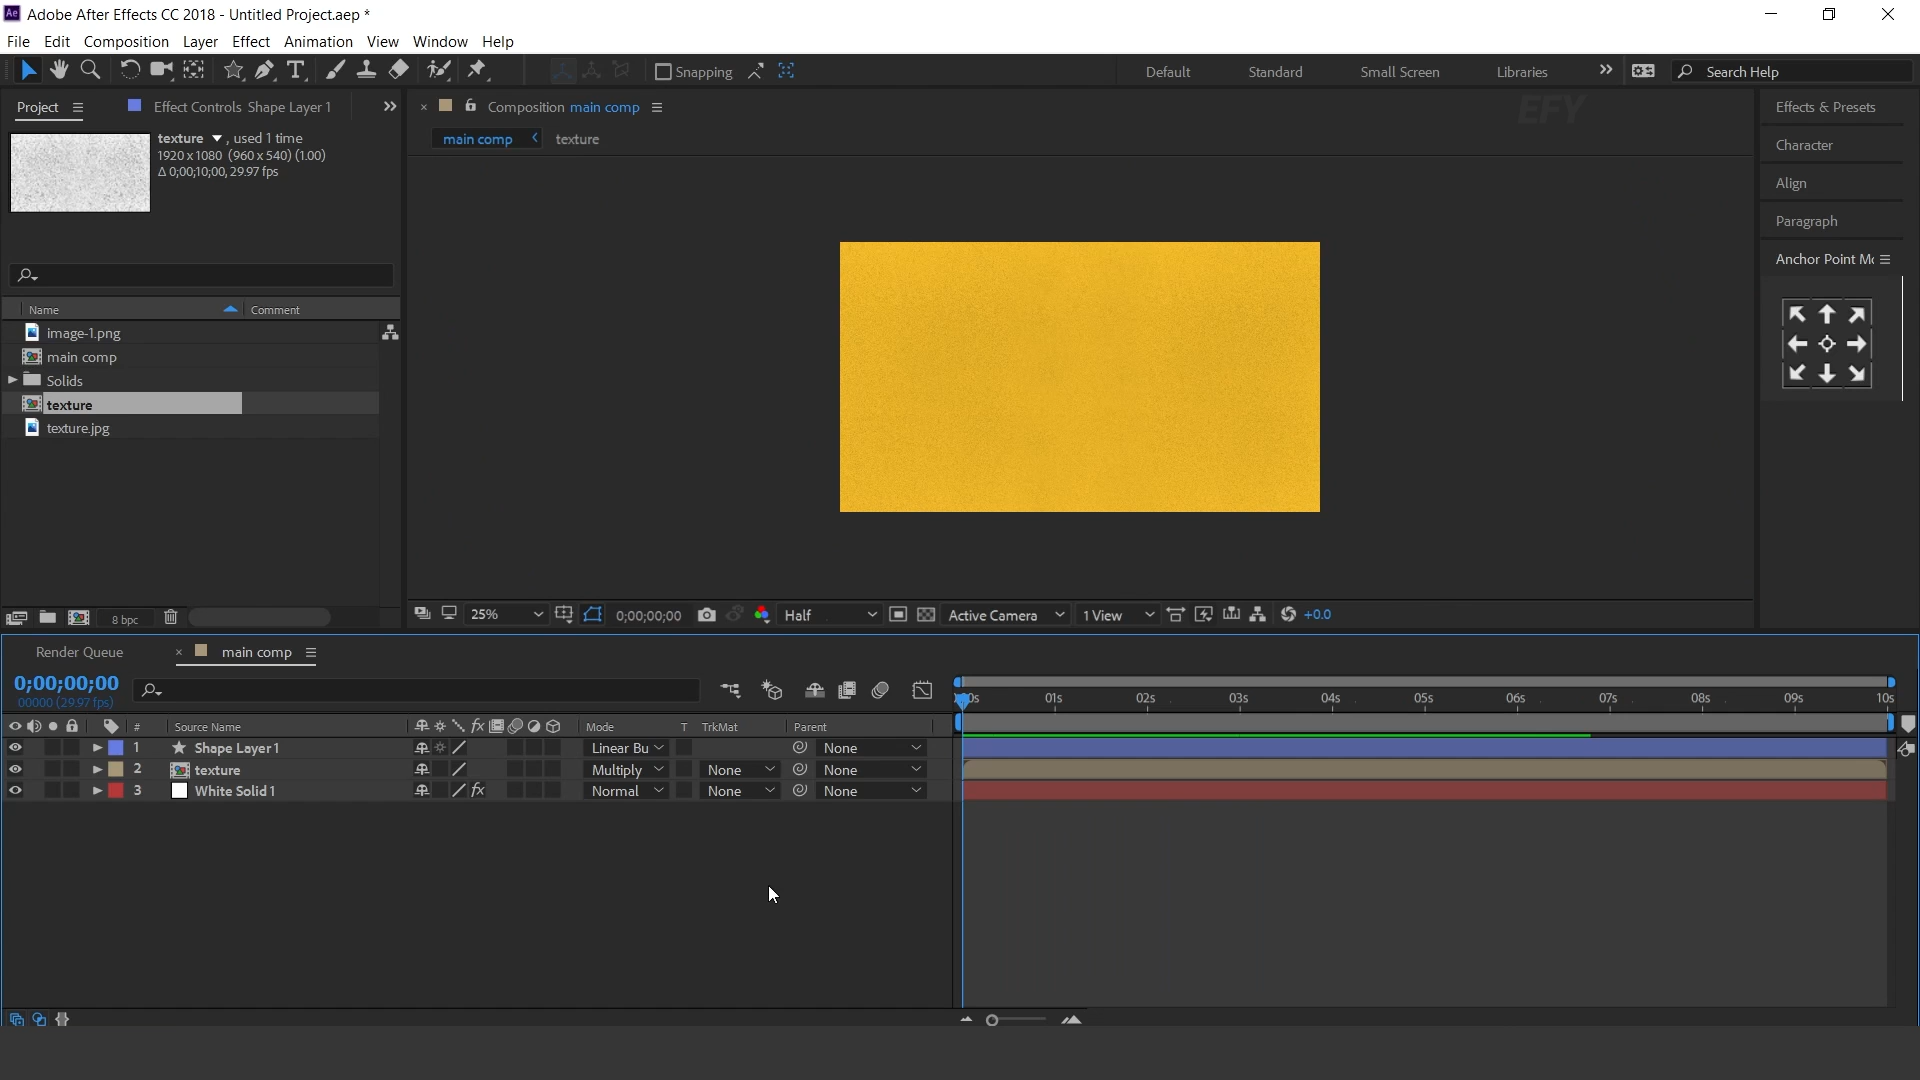 Adobe After Effects CC 2018 - Untitled Project.aep *
File Edit Composition Layer Effect Animation View Window Help
Snapping Default Standard Small Screen Libraries Search Help
Project Effect Controls Shape Layer 1
Composition main comp
EFY
main comp texture
texture , used 1 time
1920 x 1080 (960 x 540) (1.00)
Δ 0;00;10;00, 29.97 fps
Name Comment
image-1.png
main comp
Solids
texture
texture.jpg
8 bpc
25% 0;00;00;00 Half Active Camera 1 View +0.0
Effects & Presets
Character
Align
Paragraph
Anchor Point Mo
Render Queue main comp
0;00;00;00
00000 (29.97 fps)
01s 02s 03s 04s 05s 06s 07s 08s 09s 10s
# Source Name fx Mode T TrkMat Parent
1 Shape Layer 1 Linear Bu None
2 texture Multiply None None
3 White Solid 1 fx Normal None None